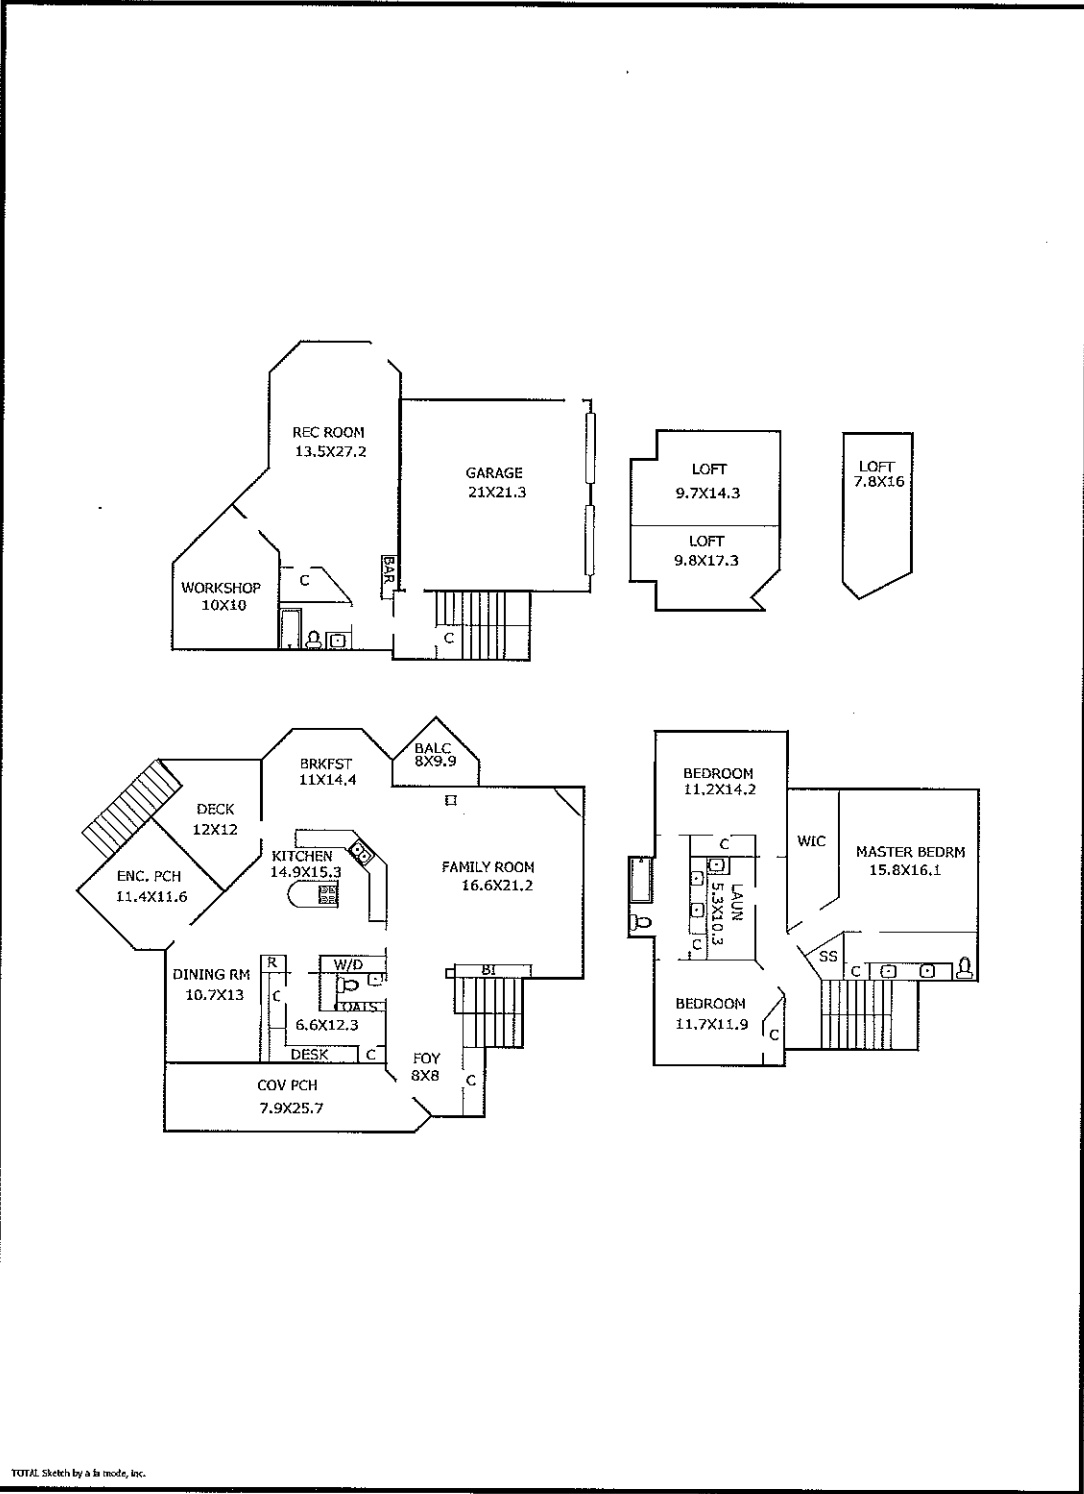 REC ROOM
13.5X27.2
GARAGE
21X21.3
BAR
WORKSHOP
10X10
C
C
LOFT
9.7X14.3
LOFT
9.8X17.3
LOFT
7.8X16
BALC
8X9.9
BRKFST
11X14.4
DECK
12X12
KITCHEN
14.9X15.3
ENC. PCH
11.4X11.6
FAMILY ROOM
16.6X21.2
DINING RM
10.7X13
R
W/D
BI
C
6.6X12.3
DESK
C
FOY
8X8
C
COV PCH
7.9X25.7
BEDROOM
11.2X14.2
C
WIC
MASTER BEDRM
15.8X16.1
LAUN
5.3X10.3
C
SS
C
BEDROOM
11.7X11.9
C
TOTAL Sketch by a la mode, inc.